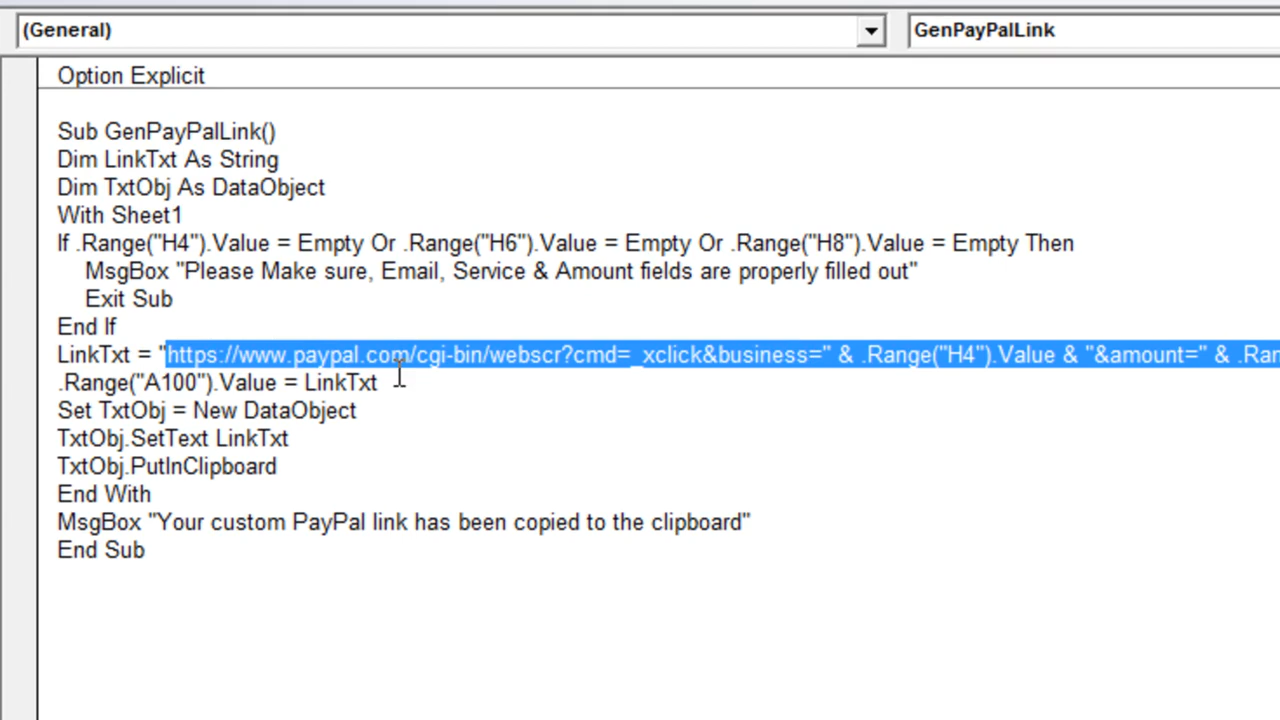 (General)
GenPayPalLink
Option Explicit
Sub GenPayPalLink()
Dim LinkTxt As String
Dim TxtObj As DataObject
With Sheet1
If .Range("H4").Value = Empty Or .Range("H6").Value = Empty Or .Range("H8").Value = Empty Then
MsgBox "Please Make sure, Email, Service & Amount fields are properly filled out"
Exit Sub
End If
LinkTxt = "https://www.paypal.com/cgi-bin/webscr?cmd=_xclick&business=" & .Range("H4").Value & "&amount=" & .Ran
.Range("A100").Value = LinkTxt
Set TxtObj = New DataObject
TxtObj.SetText LinkTxt
TxtObj.PutInClipboard
End With
MsgBox "Your custom PayPal link has been copied to the clipboard"
End Sub